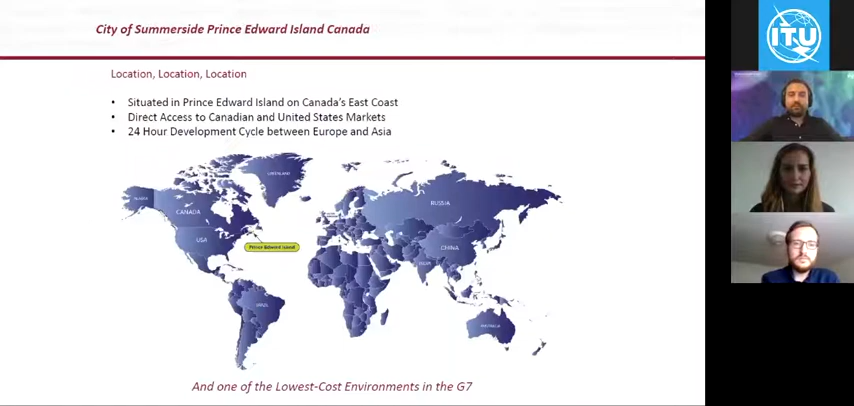 City of Summerside Prince Edward Island Canada
Location, Location, Location
• Situated in Prince Edward Island on Canada's East Coast
• Direct Access to Canadian and United States Markets
• 24 Hour Development Cycle between Europe and Asia
GREENLAND
ALASKA
CANADA
RUSSIA
USA
Prince Edward Island
CHINA
INDIA
BRAZIL
AUSTRALIA
And one of the Lowest-Cost Environments in the G7
ITU